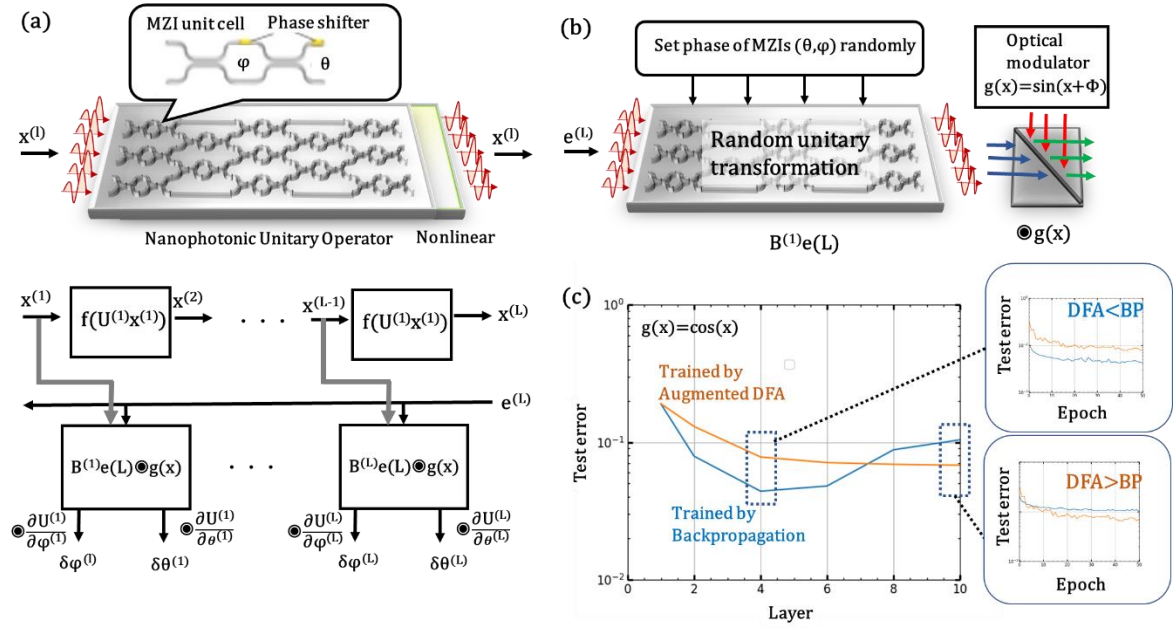 (a)
MZI unit cell
Phase shifter
φ
θ
x⁽ˡ⁾
x⁽ˡ⁾
Nanophotonic Unitary Operator
Nonlinear
x⁽¹⁾
f(U⁽¹⁾x⁽¹⁾)
x⁽²⁾
. . .
x⁽ᴸ⁻¹⁾
f(U⁽¹⁾x⁽¹⁾)
x⁽ᴸ⁾
e⁽ᴸ⁾
B⁽¹⁾e(L)◉g(x)
. . .
B⁽ᴸ⁾e(L)◉g(x)
◉∂U⁽¹⁾/∂φ⁽¹⁾
◉∂U⁽¹⁾/∂θ⁽¹⁾
◉∂U⁽ᴸ⁾/∂φ⁽ᴸ⁾
◉∂U⁽ᴸ⁾/∂θ⁽ᴸ⁾
δφ⁽ˡ⁾
δθ⁽¹⁾
δφ⁽ᴸ⁾
δθ⁽ᴸ⁾
(b)
Set phase of MZIs (θ,φ) randomly
Optical
modulator
g(x)=sin(x+Φ)
e⁽ᴸ⁾
Random unitary
transformation
B⁽¹⁾e(L)
◉g(x)
(c)
g(x)=cos(x)
Trained by
Augmented DFA
Trained by
Backpropagation
Test error
10⁰
10⁻¹
10⁻²
0
2
4
6
8
10
Layer
DFA<BP
Test error
Epoch
DFA>BP
Test error
Epoch